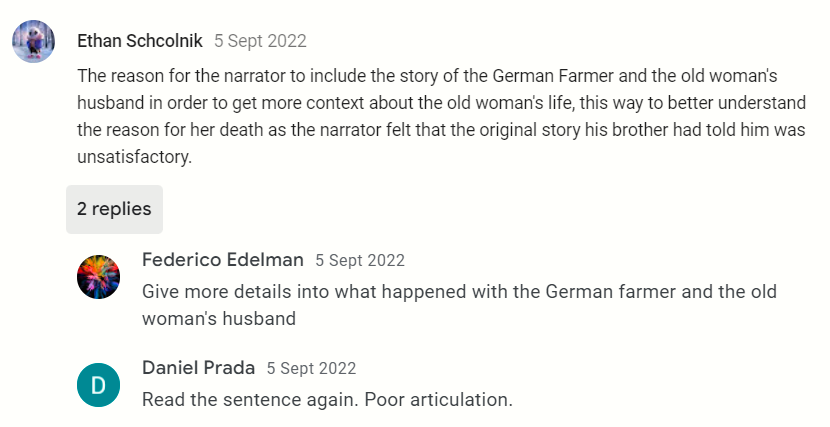 Ethan Schcolnik 5 Sept 2022
The reason for the narrator to include the story of the German Farmer and the old woman's
husband in order to get more context about the old woman's life, this way to better understand
the reason for her death as the narrator felt that the original story his brother had told him was
unsatisfactory.
2 replies
Federico Edelman 5 Sept 2022
Give more details into what happened with the German farmer and the old
woman's husband
D
Daniel Prada 5 Sept 2022
Read the sentence again. Poor articulation.